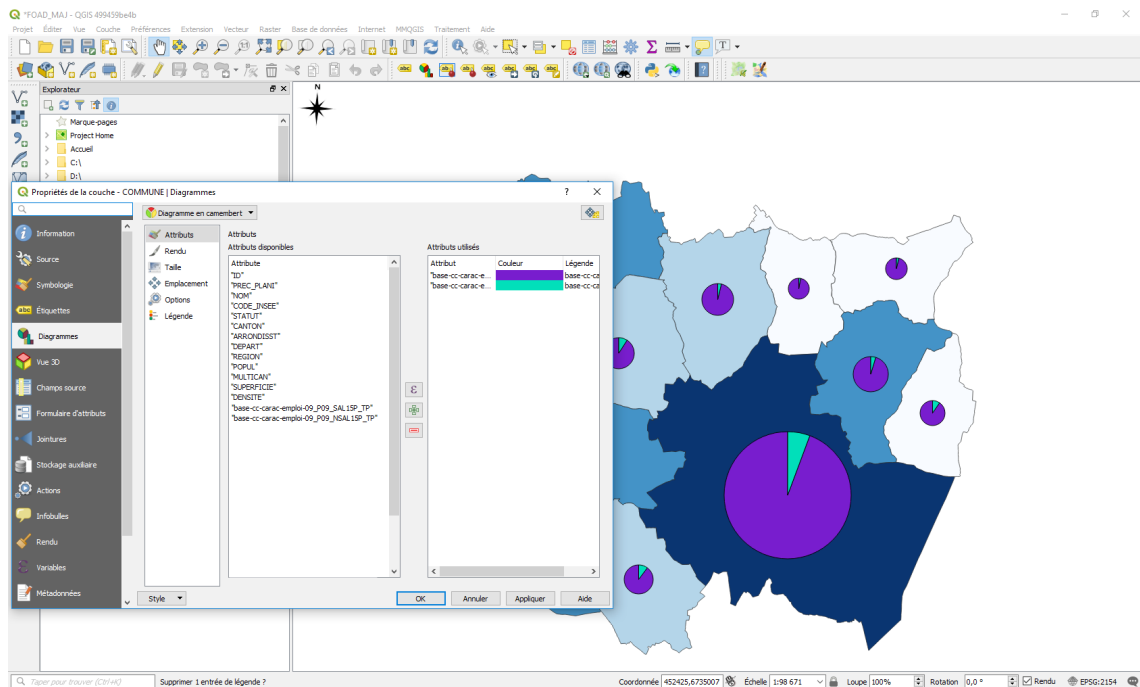 *FOAD_MAJ - QGIS 499459be4b
Projet Éditer Vue Couche Préférences Extension Vecteur Raster Base de données Internet MMQGIS Traitement Aide
Explorateur
Marque-pages
Project Home
Accueil
C:\
D:\
N
Propriétés de la couche - COMMUNE | Diagrammes
Information
Source
Symbologie
Étiquettes
Diagrammes
Vue 3D
Champs source
Formulaire d'attributs
Jointures
Stockage auxiliaire
Actions
Infobulles
Rendu
Variables
Métadonnées
Diagramme en camembert
Attributs
Rendu
Taille
Emplacement
Options
Légende
Attributs
Attributs disponibles
Attribute
"ID"
"PREC_PLANI"
"NOM"
"CODE_INSEE"
"STATUT"
"CANTON"
"ARRONDISST"
"DEPART"
"REGION"
"POPUL"
"MULTICAN"
"SUPERFICIE"
"DENSITE"
"base-cc-carac-emploi-09_P09_SAL15P_TP"
"base-cc-carac-emploi-09_P09_NSAL15P_TP"
Attributs utilisés
Attribut Couleur Légende
"base-cc-carac-e... base-cc-ca
"base-cc-carac-e... base-cc-ca
Style OK Annuler Appliquer Aide
Taper pour trouver (Ctrl+K) Supprimer 1 entrée de légende ? Coordonnée 452425,6735007 Échelle 1:98 671 Loupe 100% Rotation 0,0 ° Rendu EPSG:2154